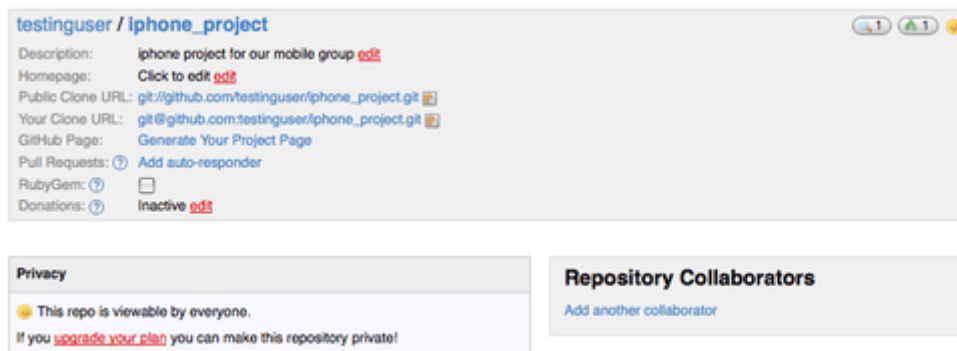 testinguser / iphone_project
1 1
Description: iphone project for our mobile group edit
Homepage: Click to edit edit
Public Clone URL: git://github.com/testinguser/iphone_project.git
Your Clone URL: git@github.com:testinguser/iphone_project.git
GitHub Page: Generate Your Project Page
Pull Requests: ? Add auto-responder
RubyGem: ?
Donations: ? Inactive edit
Privacy
This repo is viewable by everyone.
If you upgrade your plan you can make this repository private!
Repository Collaborators
Add another collaborator